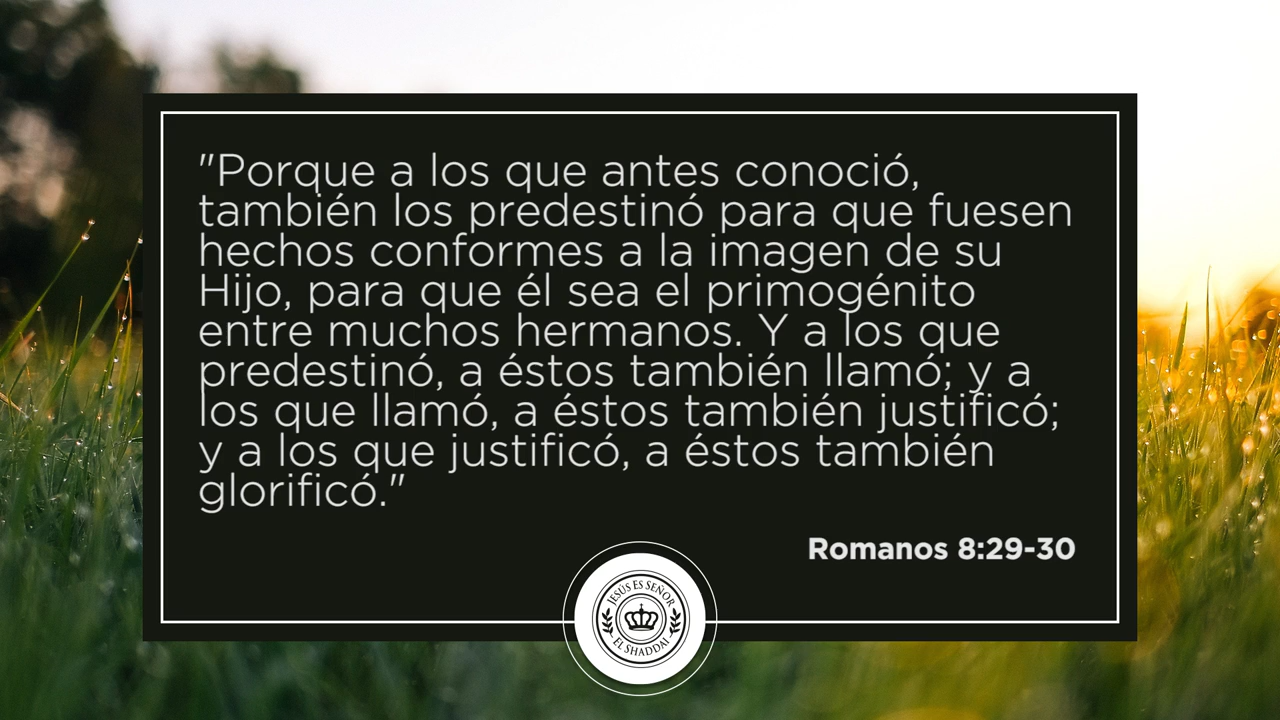 "Porque a los que antes conoció,
también los predestinó para que fuesen
hechos conformes a la imagen de su
Hijo, para que él sea el primogénito
entre muchos hermanos. Y a los que
predestinó, a éstos también llamó; y a
los que llamó, a éstos también justificó;
y a los que justificó, a éstos también
glorificó."
Romanos 8:29-30
JESÚS ES SEÑOR
EL SHADDAI